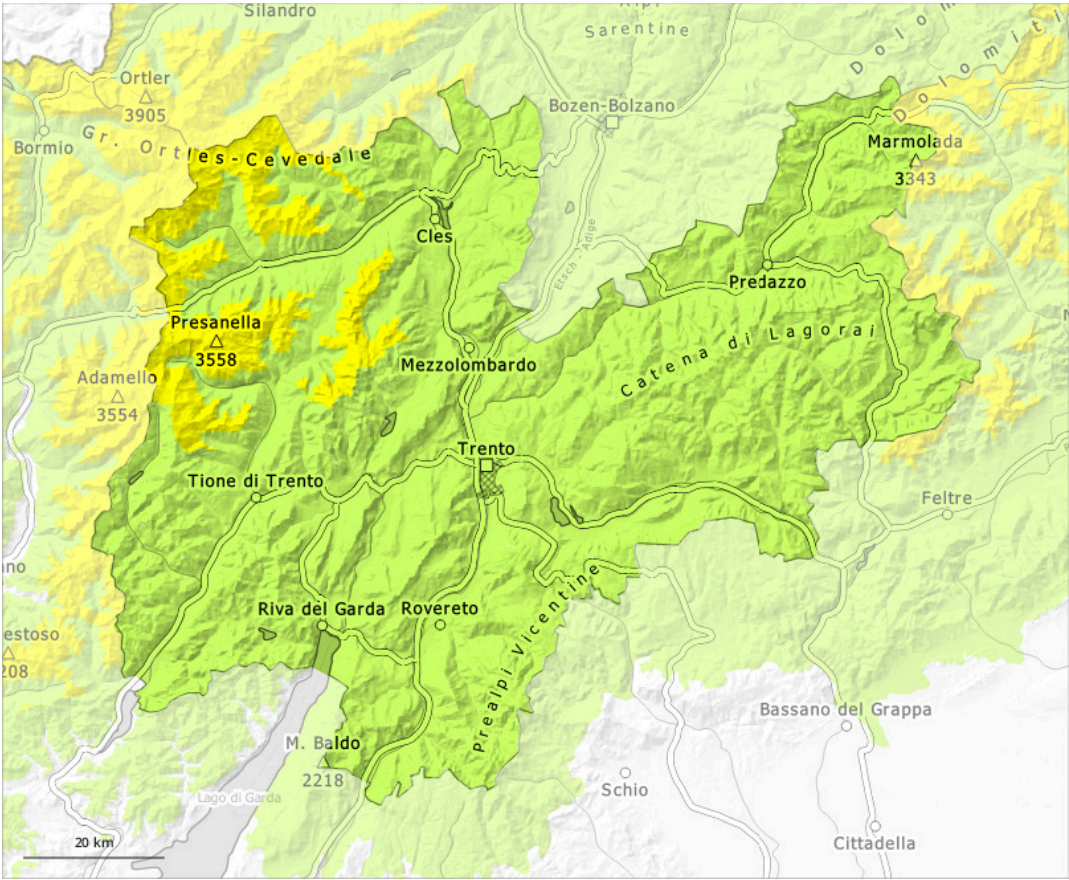 Silandro
Sarentine
Ortler
3905
Bozen-Bolzano
Bormio
Gr. Ortles-Cevedale
Dolomiti
Marmolada
3343
Cles
Etsch - Adige
Predazzo
Presanella
3558
Catena di Lagorai
Mezzolombardo
Adamello
3554
Trento
Tione di Trento
Feltre
Riva del Garda
Rovereto
Prealpi Vicentine
Bassano del Grappa
M. Baldo
2218
Schio
Lago di Garda
20 km
Cittadella